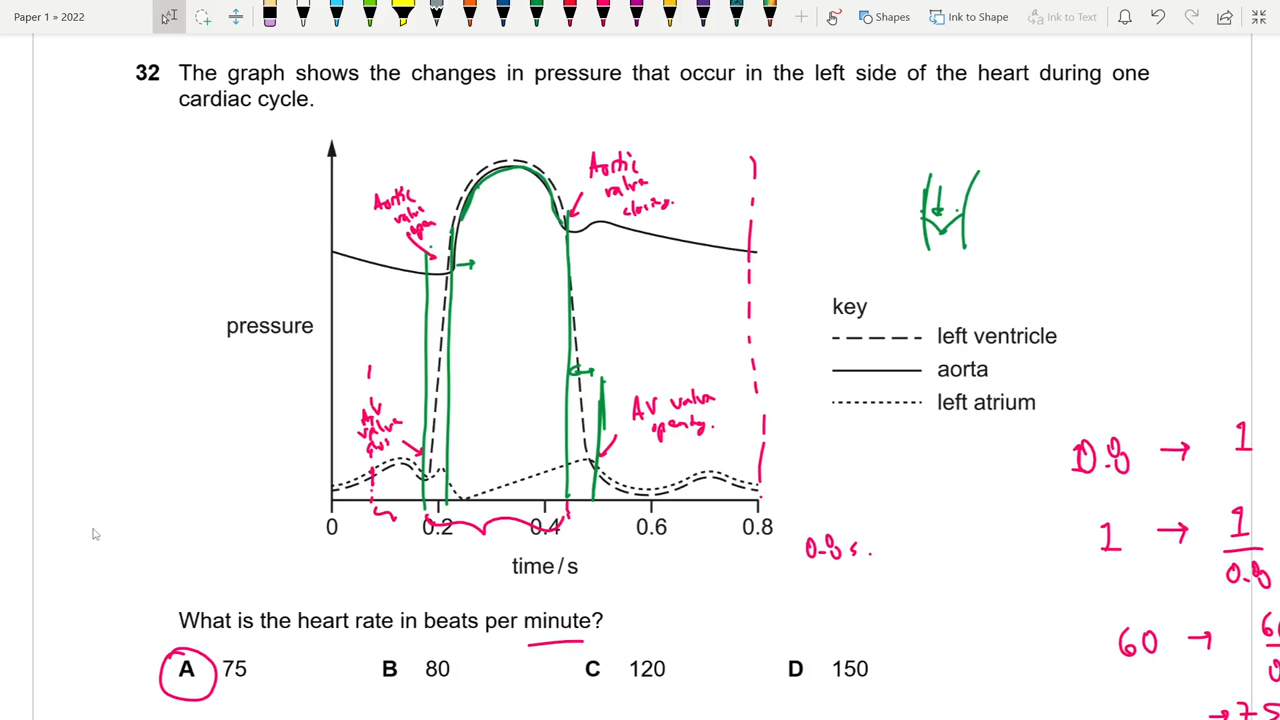 Paper 1 » 2022
Shapes
Ink to Shape
Ink to Text
32 The graph shows the changes in pressure that occur in the left side of the heart during one
cardiac cycle.
Aortic
valve
open
Aortic
valve
closing.
pressure
key
left ventricle
aorta
left atrium
AV
valve
AV valve
opening.
0 0.2 0.4 0.6 0.8
time / s
0.8 s.
0.8 → 1
1 → 1
0.8
60 →
→ 75
What is the heart rate in beats per minute?
A 75 B 80 C 120 D 150